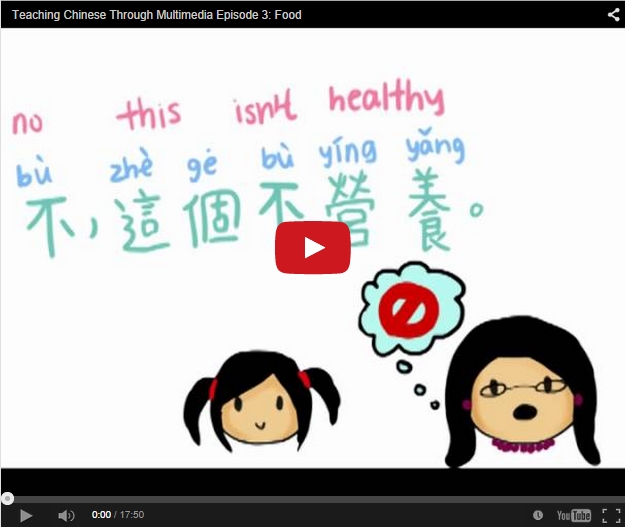 Teaching Chinese Through Multimedia Episode 3: Food
no this isn't healthy
bù zhè gè bù yíng yǎng
不，這個不營養。
0:00 / 17:50
YouTube